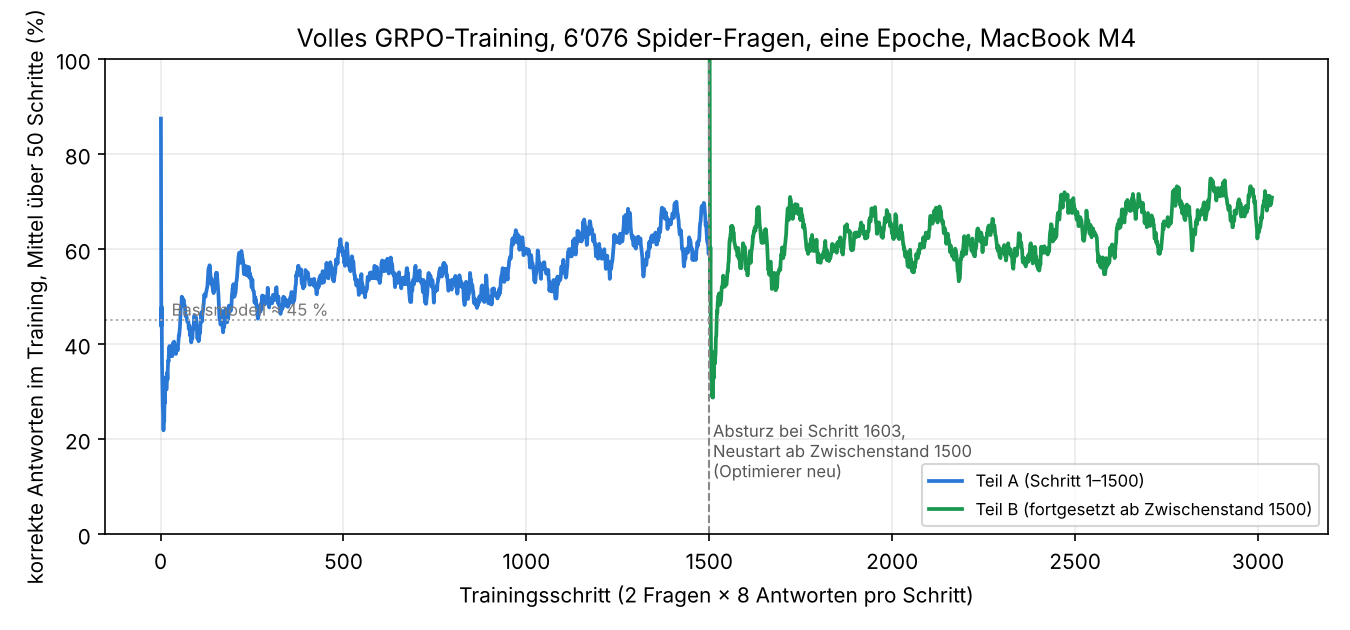 Volles GRPO-Training, 6’076 Spider-Fragen, eine Epoche, MacBook M4
korrekte Antworten im Training, Mittel über 50 Schritte (%)
100
80
60
40
20
0
Basismodell ≈ 45 %
Absturz bei Schritt 1603,
Neustart ab Zwischenstand 1500
(Optimierer neu)
Teil A (Schritt 1–1500)
Teil B (fortgesetzt ab Zwischenstand 1500)
0
500
1000
1500
2000
2500
3000
Trainingsschritt (2 Fragen × 8 Antworten pro Schritt)